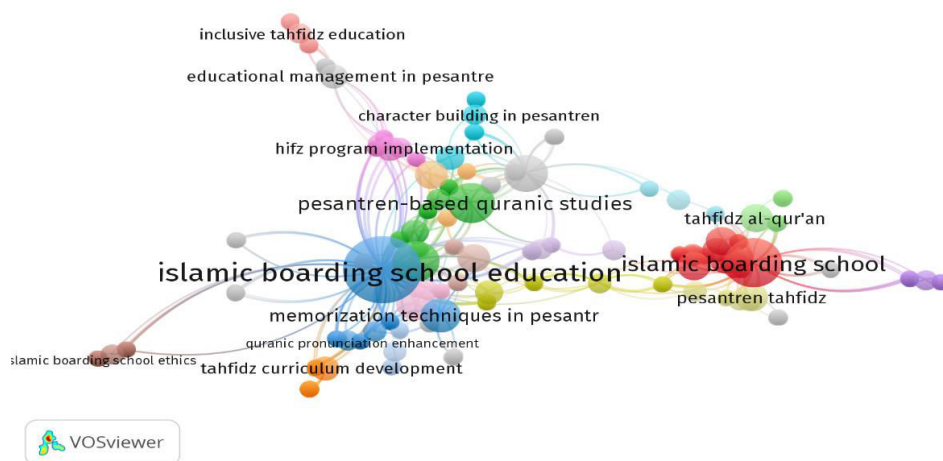 inclusive tahfidz education
educational management in pesantre
character building in pesantren
hifz program implementation
pesantren-based quranic studies
tahfidz al-qur'an
islamic boarding school education
islamic boarding school
pesantren tahfidz
memorization techniques in pesantr
quranic pronunciation enhancement
islamic boarding school ethics
tahfidz curriculum development
VOSviewer